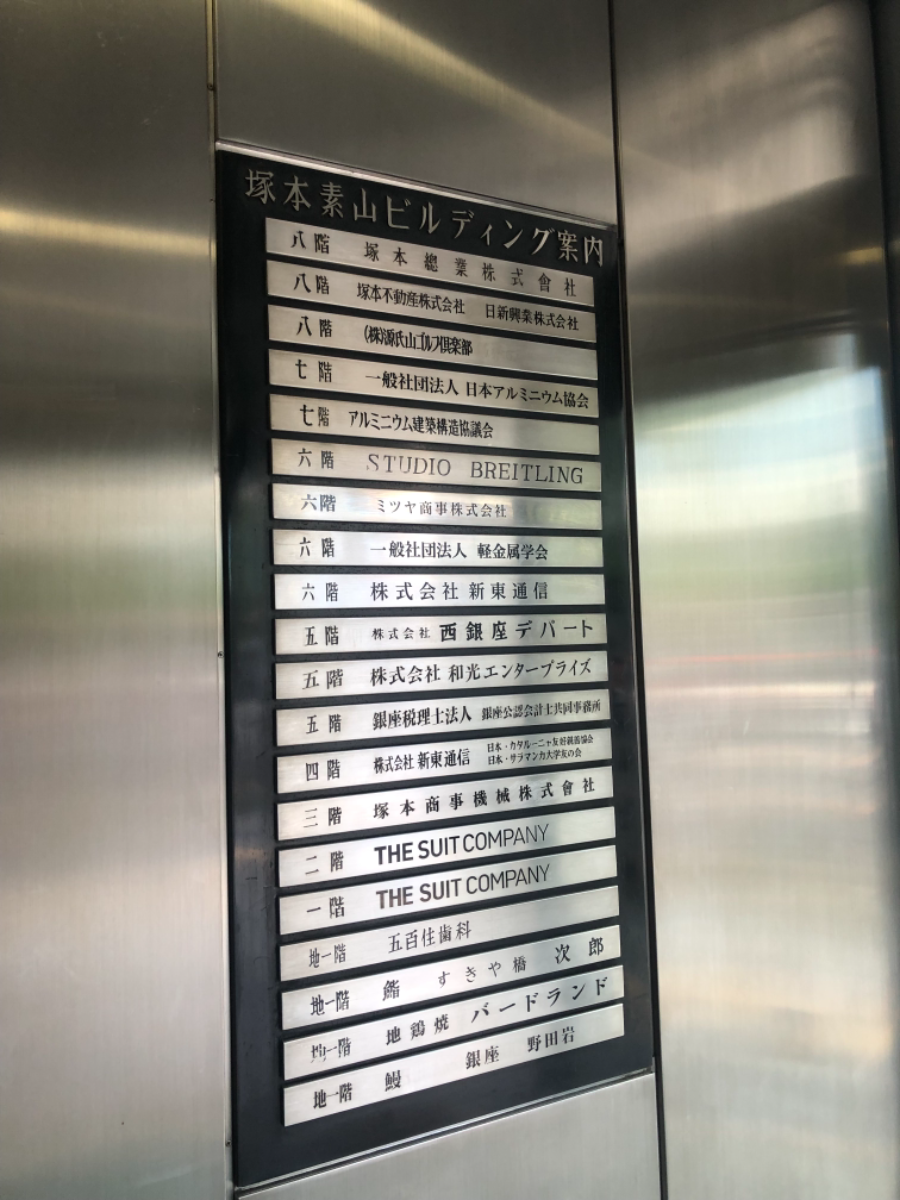 塚本素山ビルディング案内
八階 塚本總業株式會社
八階 塚本不動産株式会社 日新興業株式会社
八階 (株)源氏山ゴルフ倶楽部
七階 一般社団法人 日本アルミニウム協会
七階 アルミニウム建築構造協議会
六階 STUDIO BREITLING
六階 ミツヤ商事株式会社
六階 一般社団法人 軽金属学会
六階 株式会社 新東通信
五階 株式会社 西銀座デパート
五階 株式会社 和光エンタープライズ
五階 銀座税理士法人 銀座公認会計士共同事務所
四階 株式会社 新東通信 日本・カタルーニャ友好親善協会
日本・サラマンカ大学友の会
三階 塚本商事機械株式會社
二階 THE SUIT COMPANY
一階 THE SUIT COMPANY
地一階 五百住歯科
地一階 鮨 すきや橋 次郎
地一階 地鶏焼 バードランド
地一階 鰻 銀座 野田岩